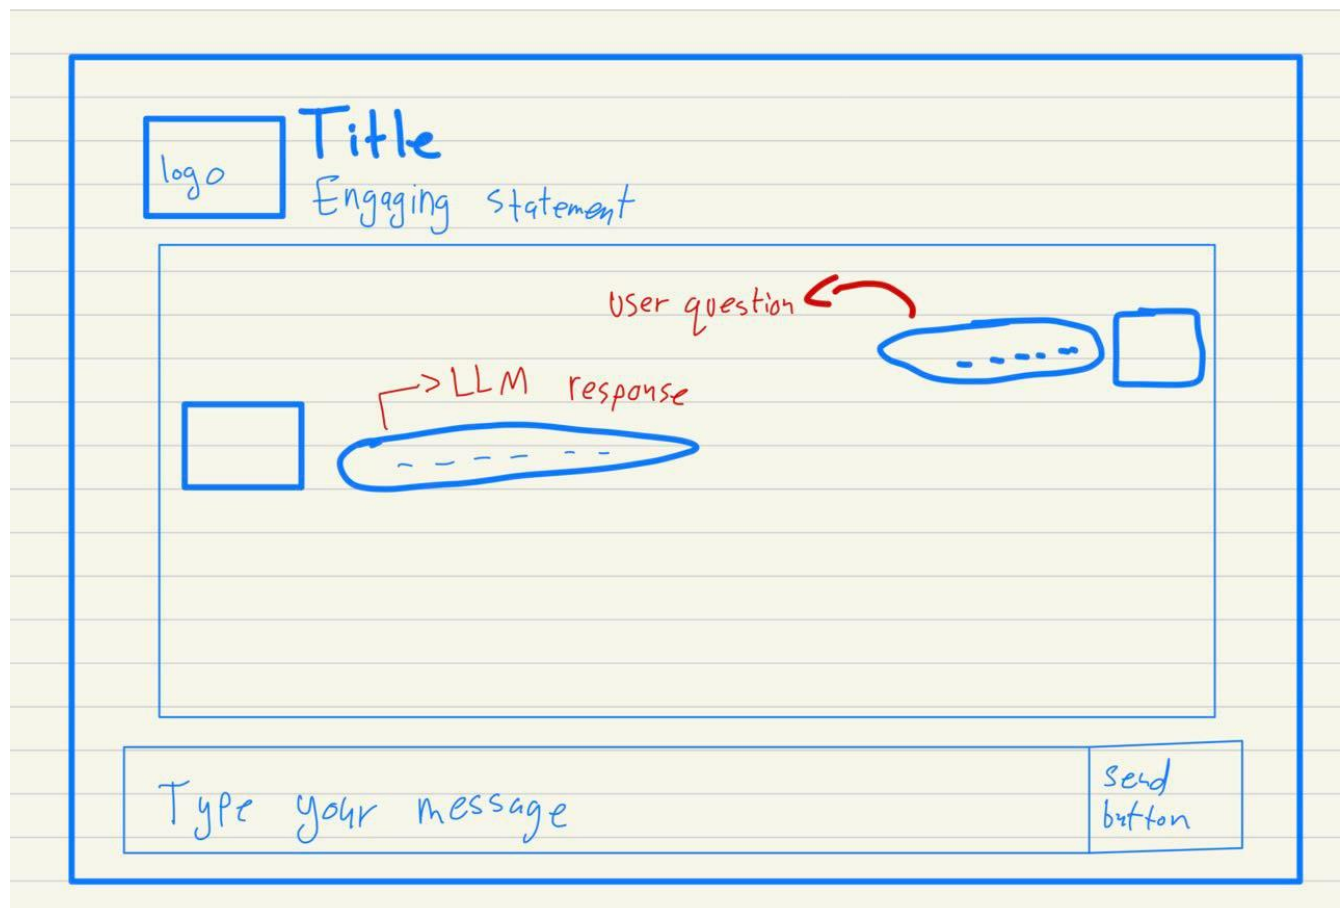 Title
logo
Engaging statement
User question
LLM response
Type your message
send
button